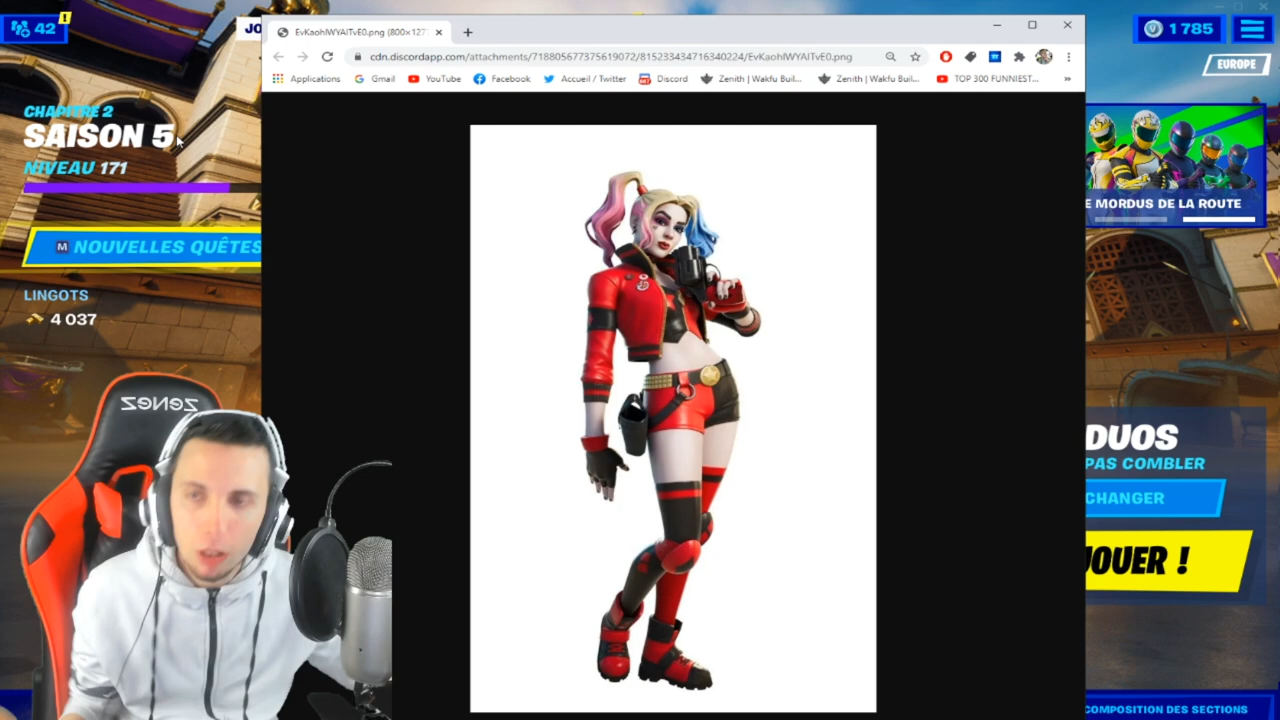 42
JO
EvKaohlWYAITvE0.png (800×127
cdn.discordapp.com/attachments/718805677375619072/815233434716340224/EvKaohlWYAITvE0.png
Applications
Gmail
YouTube
Facebook
Accueil / Twitter
Discord
Zenith | Wakfu Buil...
Zenith | Wakfu Buil...
TOP 300 FUNNIEST...
»
1 785
EUROPE
CHAPITRE 2
SAISON 5
NIVEAU 171
E MORDUS DE LA ROUTE
M NOUVELLES QUÊTES
LINGOTS
4 037
zenez
DUOS
PAS COMBLER
CHANGER
JOUER !
COMPOSITION DES SECTIONS